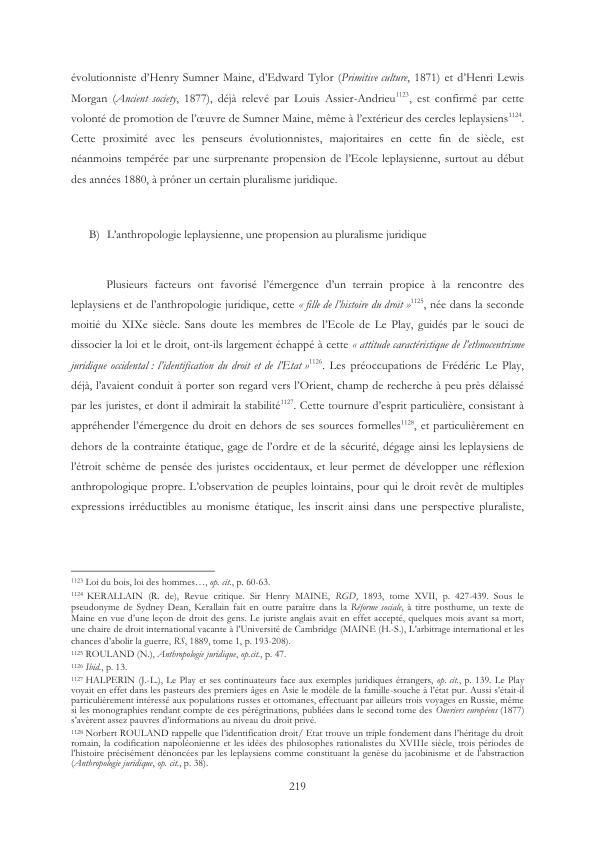 évolutionniste d’Henry Sumner Maine, d’Edward Tylor (Primitive culture, 1871) et d’Henri Lewis
Morgan (Ancient society, 1877), déjà relevé par Louis Assier-Andrieu1123, est confirmé par cette
volonté de promotion de l’œuvre de Sumner Maine, même à l’extérieur des cercles leplaysiens1124.
Cette proximité avec les penseurs évolutionnistes, majoritaires en cette fin de siècle, est
néanmoins tempérée par une surprenante propension de l’Ecole leplaysienne, surtout au début
des années 1880, à prôner un certain pluralisme juridique.
B) L’anthropologie leplaysienne, une propension au pluralisme juridique
Plusieurs facteurs ont favorisé l’émergence d’un terrain propice à la rencontre des
leplaysiens et de l’anthropologie juridique, cette « fille de l’histoire du droit »1125, née dans la seconde
moitié du XIXe siècle. Sans doute les membres de l’Ecole de Le Play, guidés par le souci de
dissocier la loi et le droit, ont-ils largement échappé à cette « attitude caractéristique de l’ethnocentrisme
juridique occidental : l’identification du droit et de l’Etat »1126. Les préoccupations de Frédéric Le Play,
déjà, l’avaient conduit à porter son regard vers l’Orient, champ de recherche à peu près délaissé
par les juristes, et dont il admirait la stabilité1127. Cette tournure d’esprit particulière, consistant à
appréhender l’émergence du droit en dehors de ses sources formelles1128, et particulièrement en
dehors de la contrainte étatique, gage de l’ordre et de la sécurité, dégage ainsi les leplaysiens de
l’étroit schème de pensée des juristes occidentaux, et leur permet de développer une réflexion
anthropologique propre. L’observation de peuples lointains, pour qui le droit revêt de multiples
expressions irréductibles au monisme étatique, les inscrit ainsi dans une perspective pluraliste,
1123 Loi du bois, loi des hommes…, op. cit., p. 60-63.
1124 KERALLAIN (R. de), Revue critique. Sir Henry MAINE, RGD, 1893, tome XVII, p. 427-439. Sous le
pseudonyme de Sydney Dean, Kerallain fait en outre paraître dans la Réforme sociale, à titre posthume, un texte de
Maine en vue d’une leçon de droit des gens. Le juriste anglais avait en effet accepté, quelques mois avant sa mort,
une chaire de droit international vacante à l’Université de Cambridge (MAINE (H.-S.), L’arbitrage international et les
chances d’abolir la guerre, RS, 1889, tome 1, p. 193-208).
1125 ROULAND (N.), Anthropologie juridique, op.cit., p. 47.
1126 Ibid., p. 13.
1127 HALPERIN (J.-L.), Le Play et ses continuateurs face aux exemples juridiques étrangers, op. cit., p. 139. Le Play
voyait en effet dans les pasteurs des premiers âges en Asie le modèle de la famille-souche à l’état pur. Aussi s’était-il
particulièrement intéressé aux populations russes et ottomanes, effectuant par ailleurs trois voyages en Russie, même
si les monographies rendant compte de ces pérégrinations, publiées dans le second tome des Ouvriers européens (1877)
s’avèrent assez pauvres d’informations au niveau du droit privé.
1128 Norbert ROULAND rappelle que l’identification droit/ Etat trouve un triple fondement dans l’héritage du droit
romain, la codification napoléonienne et les idées des philosophes rationalistes du XVIIIe siècle, trois périodes de
l’histoire précisément dénoncées par les leplaysiens comme constituant la genèse du jacobinisme et de l’abstraction
(Anthropologie juridique, op. cit., p. 38).
219